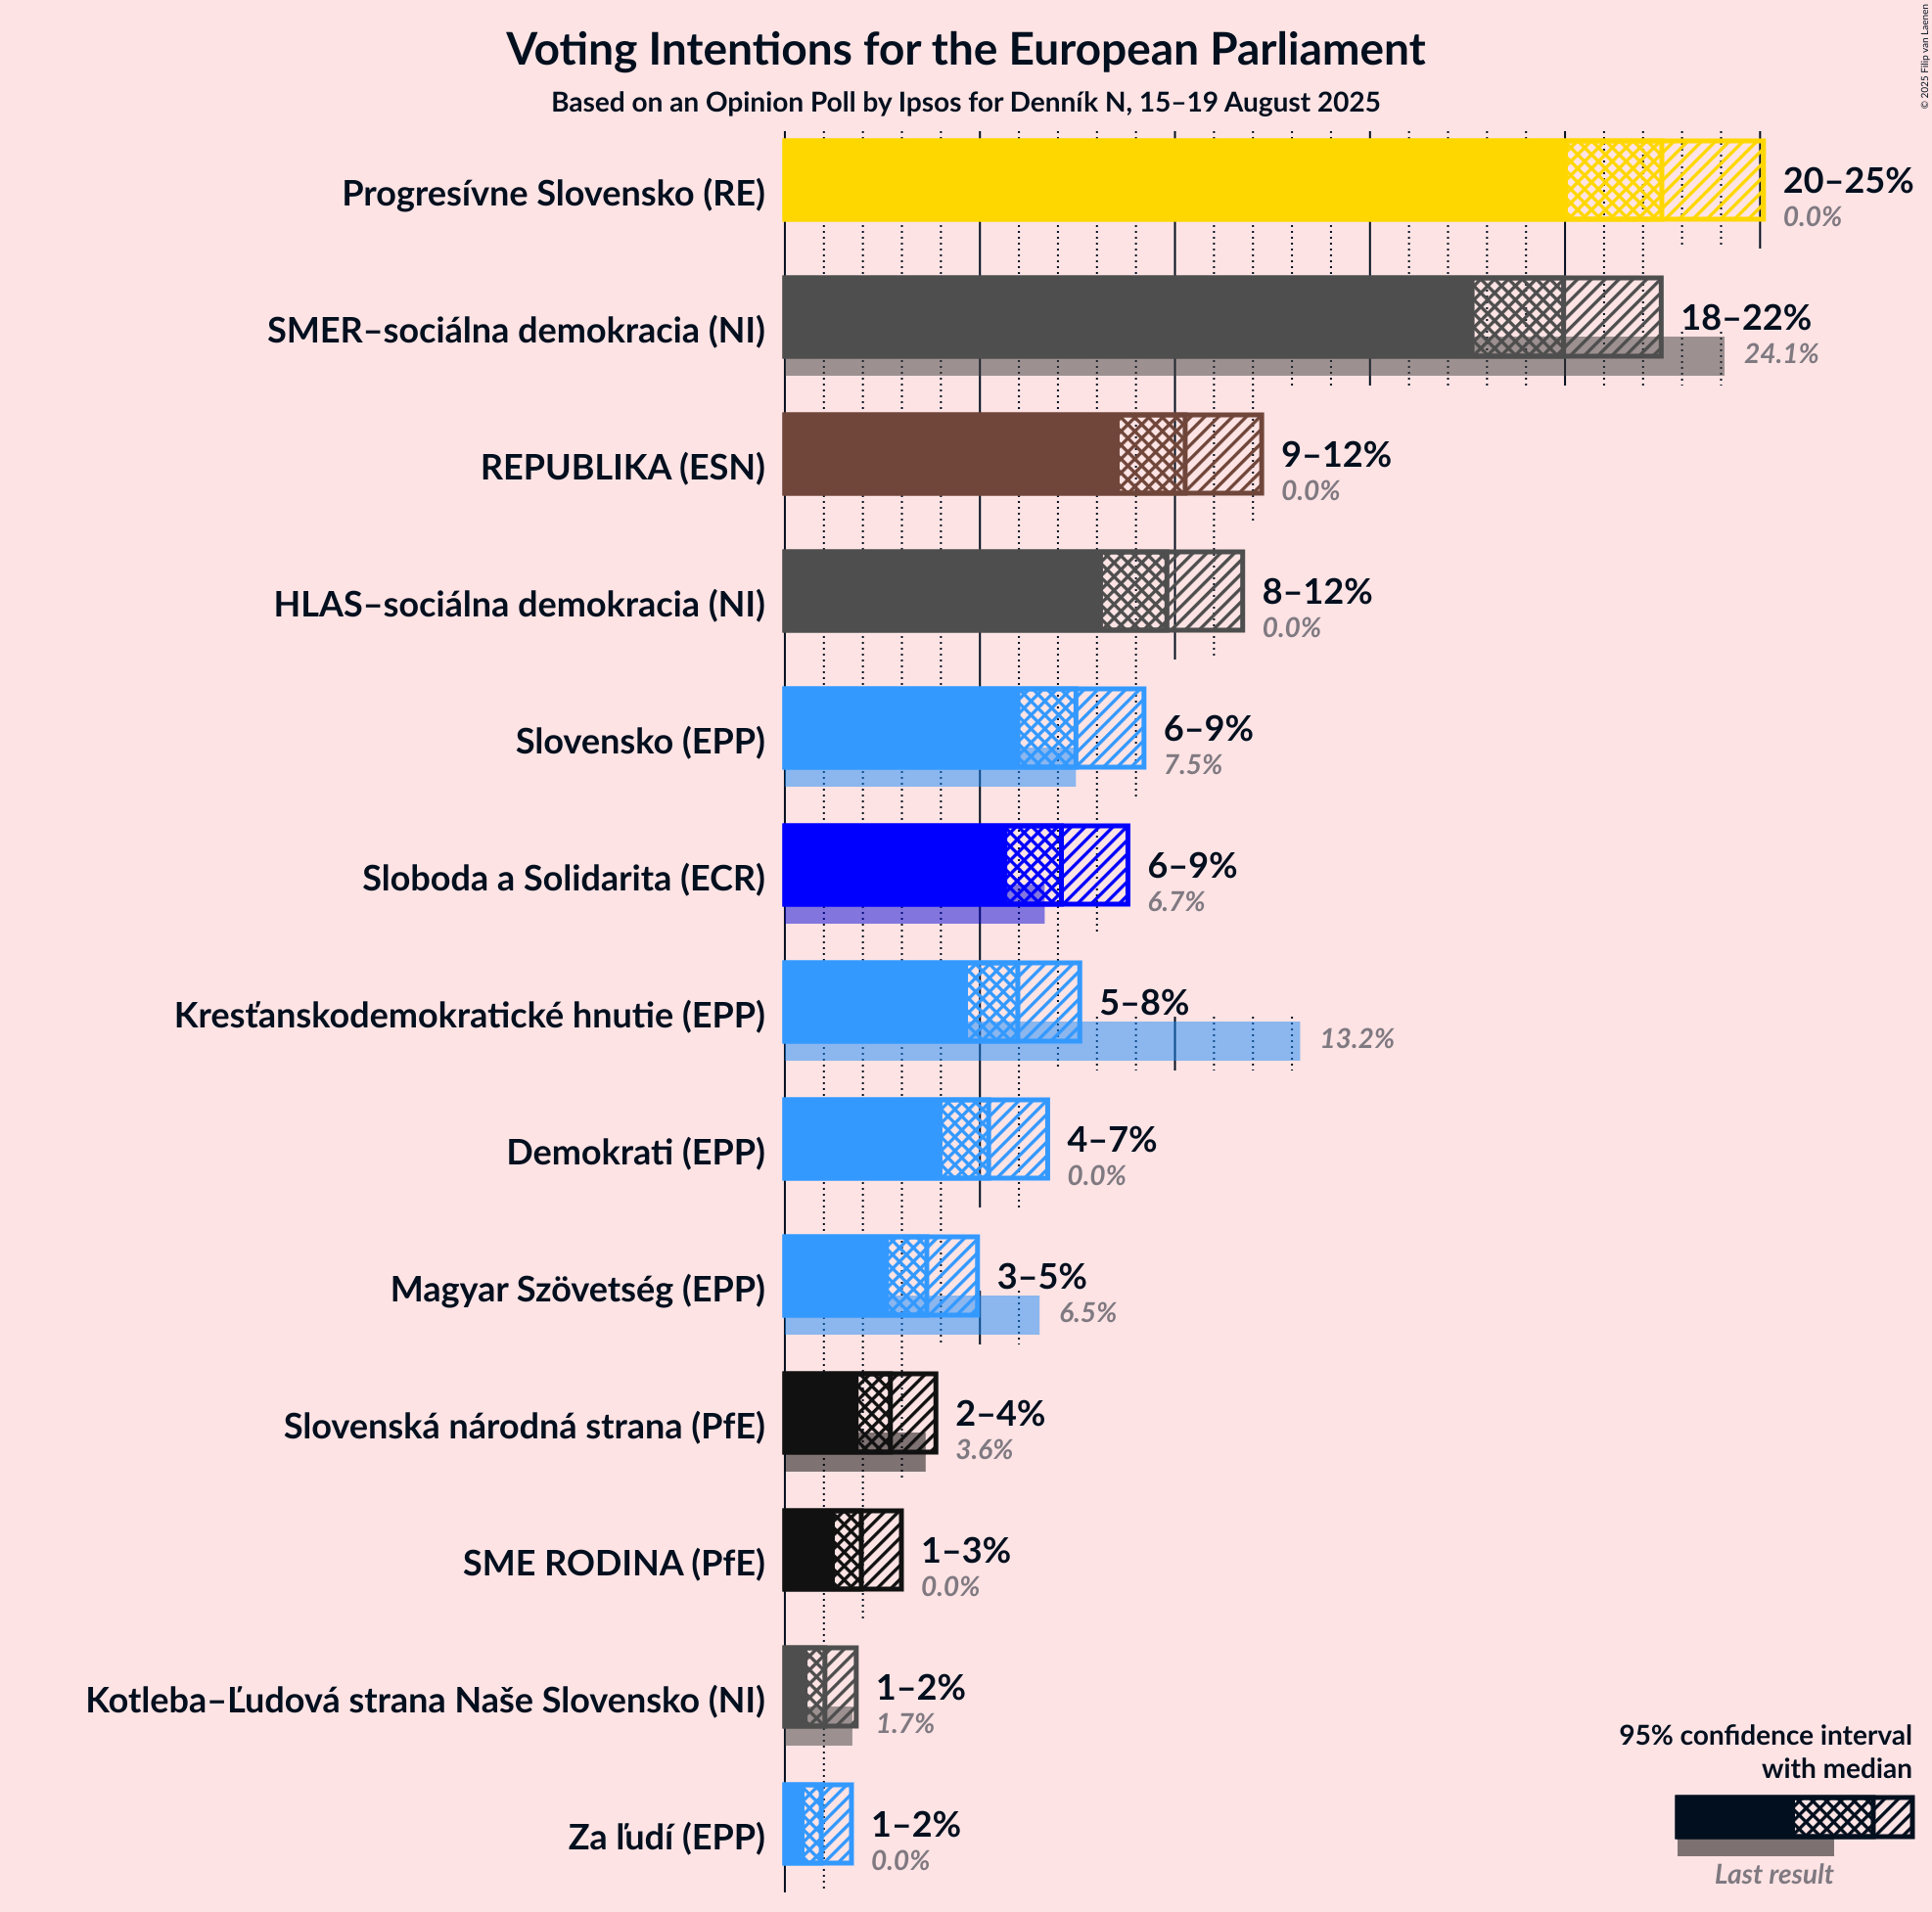 Voting Intentions for the European Parliament
Based on an Opinion Poll by Ipsos for Denník N, 15–19 August 2025
© 2025 Filip van Laenen
Progresívne Slovensko (RE)
20–25%
0.0%
SMER–sociálna demokracia (NI)
18–22%
24.1%
REPUBLIKA (ESN)
9–12%
0.0%
HLAS–sociálna demokracia (NI)
8–12%
0.0%
Slovensko (EPP)
6–9%
7.5%
Sloboda a Solidarita (ECR)
6–9%
6.7%
Kresťanskodemokratické hnutie (EPP)
5–8%
13.2%
Demokrati (EPP)
4–7%
0.0%
Magyar Szövetség (EPP)
3–5%
6.5%
Slovenská národná strana (PfE)
2–4%
3.6%
SME RODINA (PfE)
1–3%
0.0%
Kotleba–Ľudová strana Naše Slovensko (NI)
1–2%
1.7%
Za ľudí (EPP)
1–2%
0.0%
95% confidence interval
with median
Last result